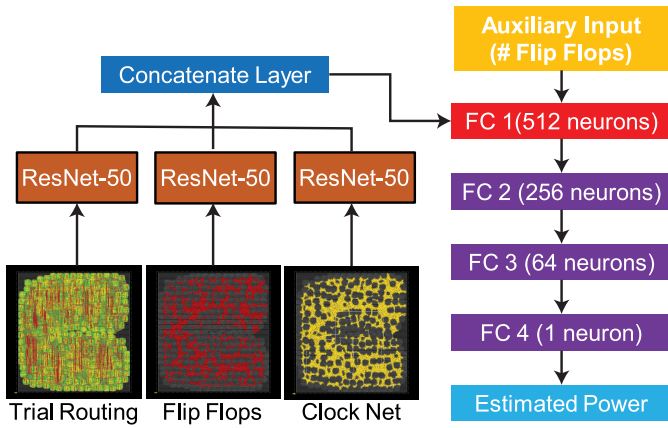 Auxiliary Input
(# Flip Flops)
Concatenate Layer
FC 1(512 neurons)
ResNet-50
ResNet-50
ResNet-50
FC 2 (256 neurons)
FC 3 (64 neurons)
FC 4 (1 neuron)
Estimated Power
Trial Routing
Flip Flops
Clock Net